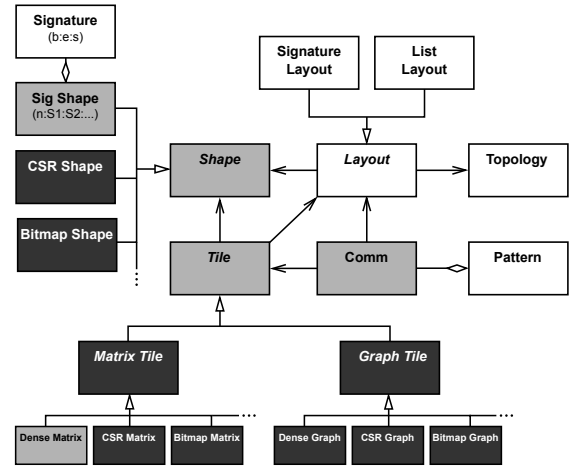 Signature
(b:e:s)
Signature
Layout
List
Layout
Sig Shape
(n:S1:S2:...)
CSR Shape
Shape
Layout
Topology
Bitmap Shape
Tile
Comm
Pattern
Matrix Tile
Graph Tile
Dense Matrix
CSR Matrix
Bitmap Matrix
Dense Graph
CSR Graph
Bitmap Graph